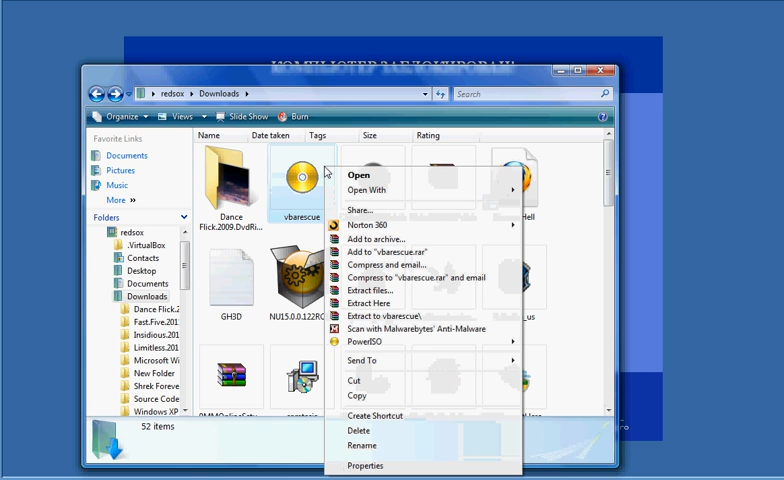 КОМПЬЮТЕР ЗАБЛОКИРОВАН!
redsox
Downloads
Search
Organize
Views
Slide Show
Burn
Favorite Links
Documents
Pictures
Music
More »
Folders
redsox
.VirtualBox
Contacts
Desktop
Documents
Downloads
Dance Flick.2
Fast.Five.201
Insidious.201
Limitless.201
Microsoft Wi
New Folder
Shrek Foreve
Source Code
Windows XP
Name Date taken Tags Size Rating
Dance
Flick.2009.DvdRi...
vbarescue
GH3D
NU15.0.0.122RC
Open
Open With
Share...
Norton 360
Add to archive...
Add to "vbarescue.rar"
Compress and email...
Compress to "vbarescue.rar" and email
Extract files...
Extract Here
Extract to vbarescue\
Scan with Malwarebytes' Anti-Malware
PowerISO
Send To
Cut
Copy
Create Shortcut
Delete
Rename
Properties
52 items